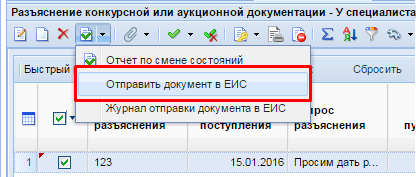 Разъяснение конкурсной или аукционной документации - У специалиста
Отчет по смене состояний
Быстрый
Отправить документ в ЕИС
Сбросить
Журнал отправки документа в ЕИС
разъяснения поступления разъяснения пу
1 123 15.01.2016 Просим дать р...